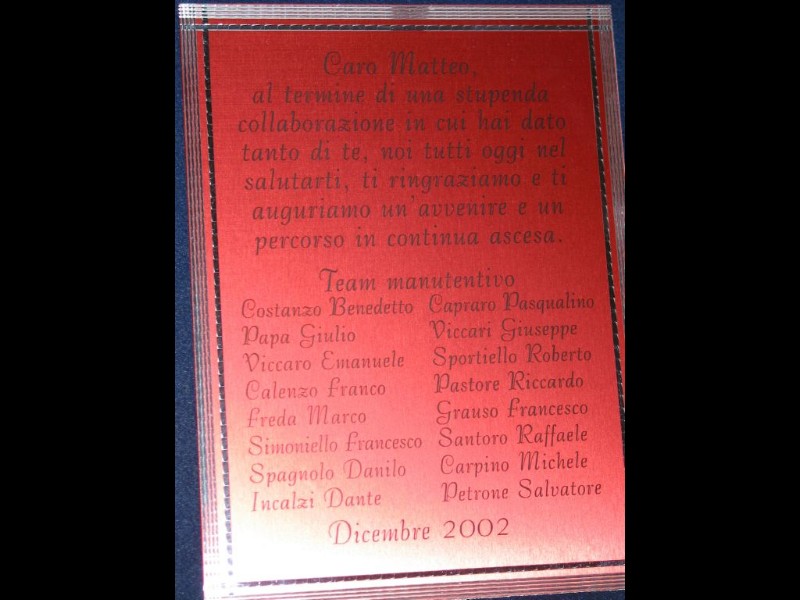 Caro Matteo,
al termine di una stupenda
collaborazione in cui hai dato
tanto di te, noi tutti oggi nel
salutarti, ti ringraziamo e ti
auguriamo un'avvenire e un
percorso in continua ascesa.
Team manutentivo
Costanzo Benedetto Capraro Pasqualino
Papa Giulio Viccari Giuseppe
Viccaro Emanuele Sportiello Roberto
Calenzo Franco Pastore Riccardo
Freda Marco Grauso Francesco
Simoniello Francesco Santoro Raffaele
Spagnolo Danilo Carpino Michele
Incalzi Dante Petrone Salvatore
Dicembre 2002